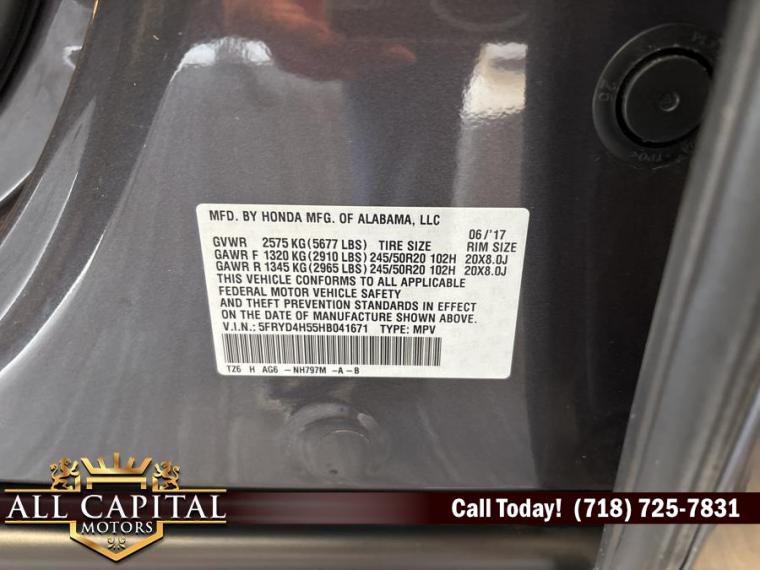 MFD. BY HONDA MFG. OF ALABAMA, LLC
06/'17
GVWR 2575 KG (5677 LBS) TIRE SIZE RIM SIZE
GAWR F 1320 KG (2910 LBS) 245/50R20 102H 20X8.0J
GAWR R 1345 KG (2965 LBS) 245/50R20 102H 20X8.0J
THIS VEHICLE CONFORMS TO ALL APPLICABLE
FEDERAL MOTOR VEHICLE SAFETY
AND THEFT PREVENTION STANDARDS IN EFFECT
ON THE DATE OF MANUFACTURE SHOWN ABOVE.
V.I.N.: 5FRYD4H55HB041671 TYPE: MPV
TZ6 H AG6 -NH797M -A-B
ALL CAPITAL
MOTORS
Call Today! (718) 725-7831